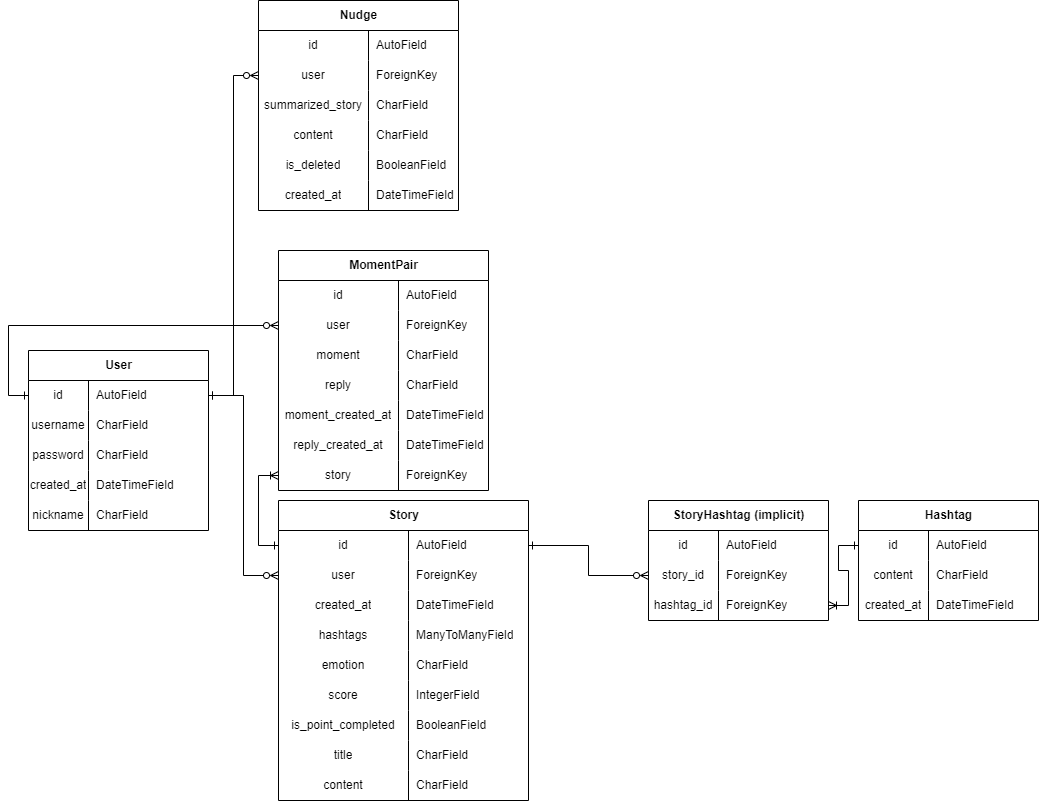 Nudge
id AutoField
user ForeignKey
summarized_story CharField
content CharField
is_deleted BooleanField
created_at DateTimeField
MomentPair
id AutoField
user ForeignKey
moment CharField
reply CharField
moment_created_at DateTimeField
reply_created_at DateTimeField
story ForeignKey
User
id AutoField
username CharField
password CharField
created_at DateTimeField
nickname CharField
Story
id AutoField
user ForeignKey
created_at DateTimeField
hashtags ManyToManyField
emotion CharField
score IntegerField
is_point_completed BooleanField
title CharField
content CharField
StoryHashtag (implicit)
id AutoField
story_id ForeignKey
hashtag_id ForeignKey
Hashtag
id AutoField
content CharField
created_at DateTimeField